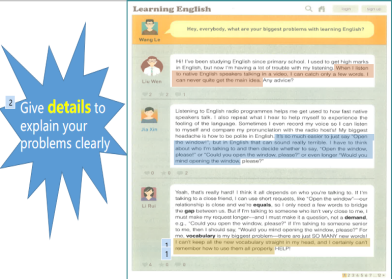 Learning English
Hey, everybody, what are your biggest problems with learning English?
Wang Le
2
Give details to
explain your
problems clearly
Hi! I've been studying English since primary school. I used to get high marks
in English, but now I'm having a lot of trouble with my listening. When I listen
to native English speakers talking in a video, I can catch only a few words. I
can never quite get the main idea. Any advice?
Liu Wen
Listening to English radio programmes helps me get used to how fast native
speakers talk. I also repeat what I hear to help myself to experience the
feeling of the language. Sometimes I even record my voice so I can listen
to myself and compare my pronunciation with the radio hosts! My biggest
headache is how to be polite in English. It's so much easier to just say "Open
the window!", but in English that can sound really terrible. I have to think
about who I'm talking to and then decide whether to say, "Open the window,
please!" or "Could you open the window, please?" or even longer "Would you
mind opening the window please?"
Jia Xin
Yeah, that's really hard! I think it all depends on who you're talking to. If I'm
talking to a close friend, I can use short requests, like "Open the window"—our
relationship is close and we're equals, so I only need a few words to bridge
the gap between us. But if I'm talking to someone who isn't very close to me, I
must make my request longer—and I must make it a question, not a demand,
e.g., "Could you open the window, please?" If I'm talking to someone senior
to me, then I should say, "Would you mind opening the window, please?" For
me, vocabulary is my biggest problem—there are just SO MANY new words!
I can't keep all the new vocabulary straight in my head, and I certainly can't
remember how to use them all properly. HELP!
Li Rui
1
1